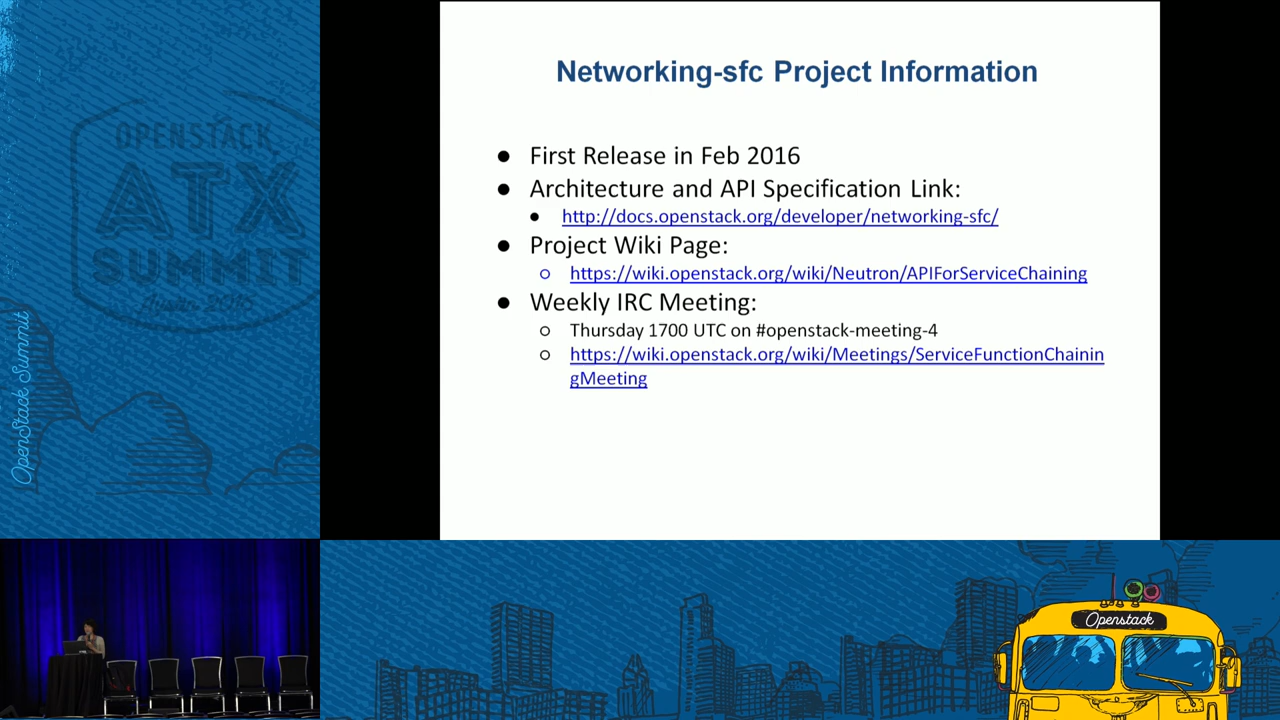 Networking-sfc Project Information
● First Release in Feb 2016
● Architecture and API Specification Link:
● http://docs.openstack.org/developer/networking-sfc/
● Project Wiki Page:
○ https://wiki.openstack.org/wiki/Neutron/APIForServiceChaining
● Weekly IRC Meeting:
○ Thursday 1700 UTC on #openstack-meeting-4
○ https://wiki.openstack.org/wiki/Meetings/ServiceFunctionChainin
gMeeting
OPENSTACK
ATX
SUMMIT
OpenStack Summit
Openstack